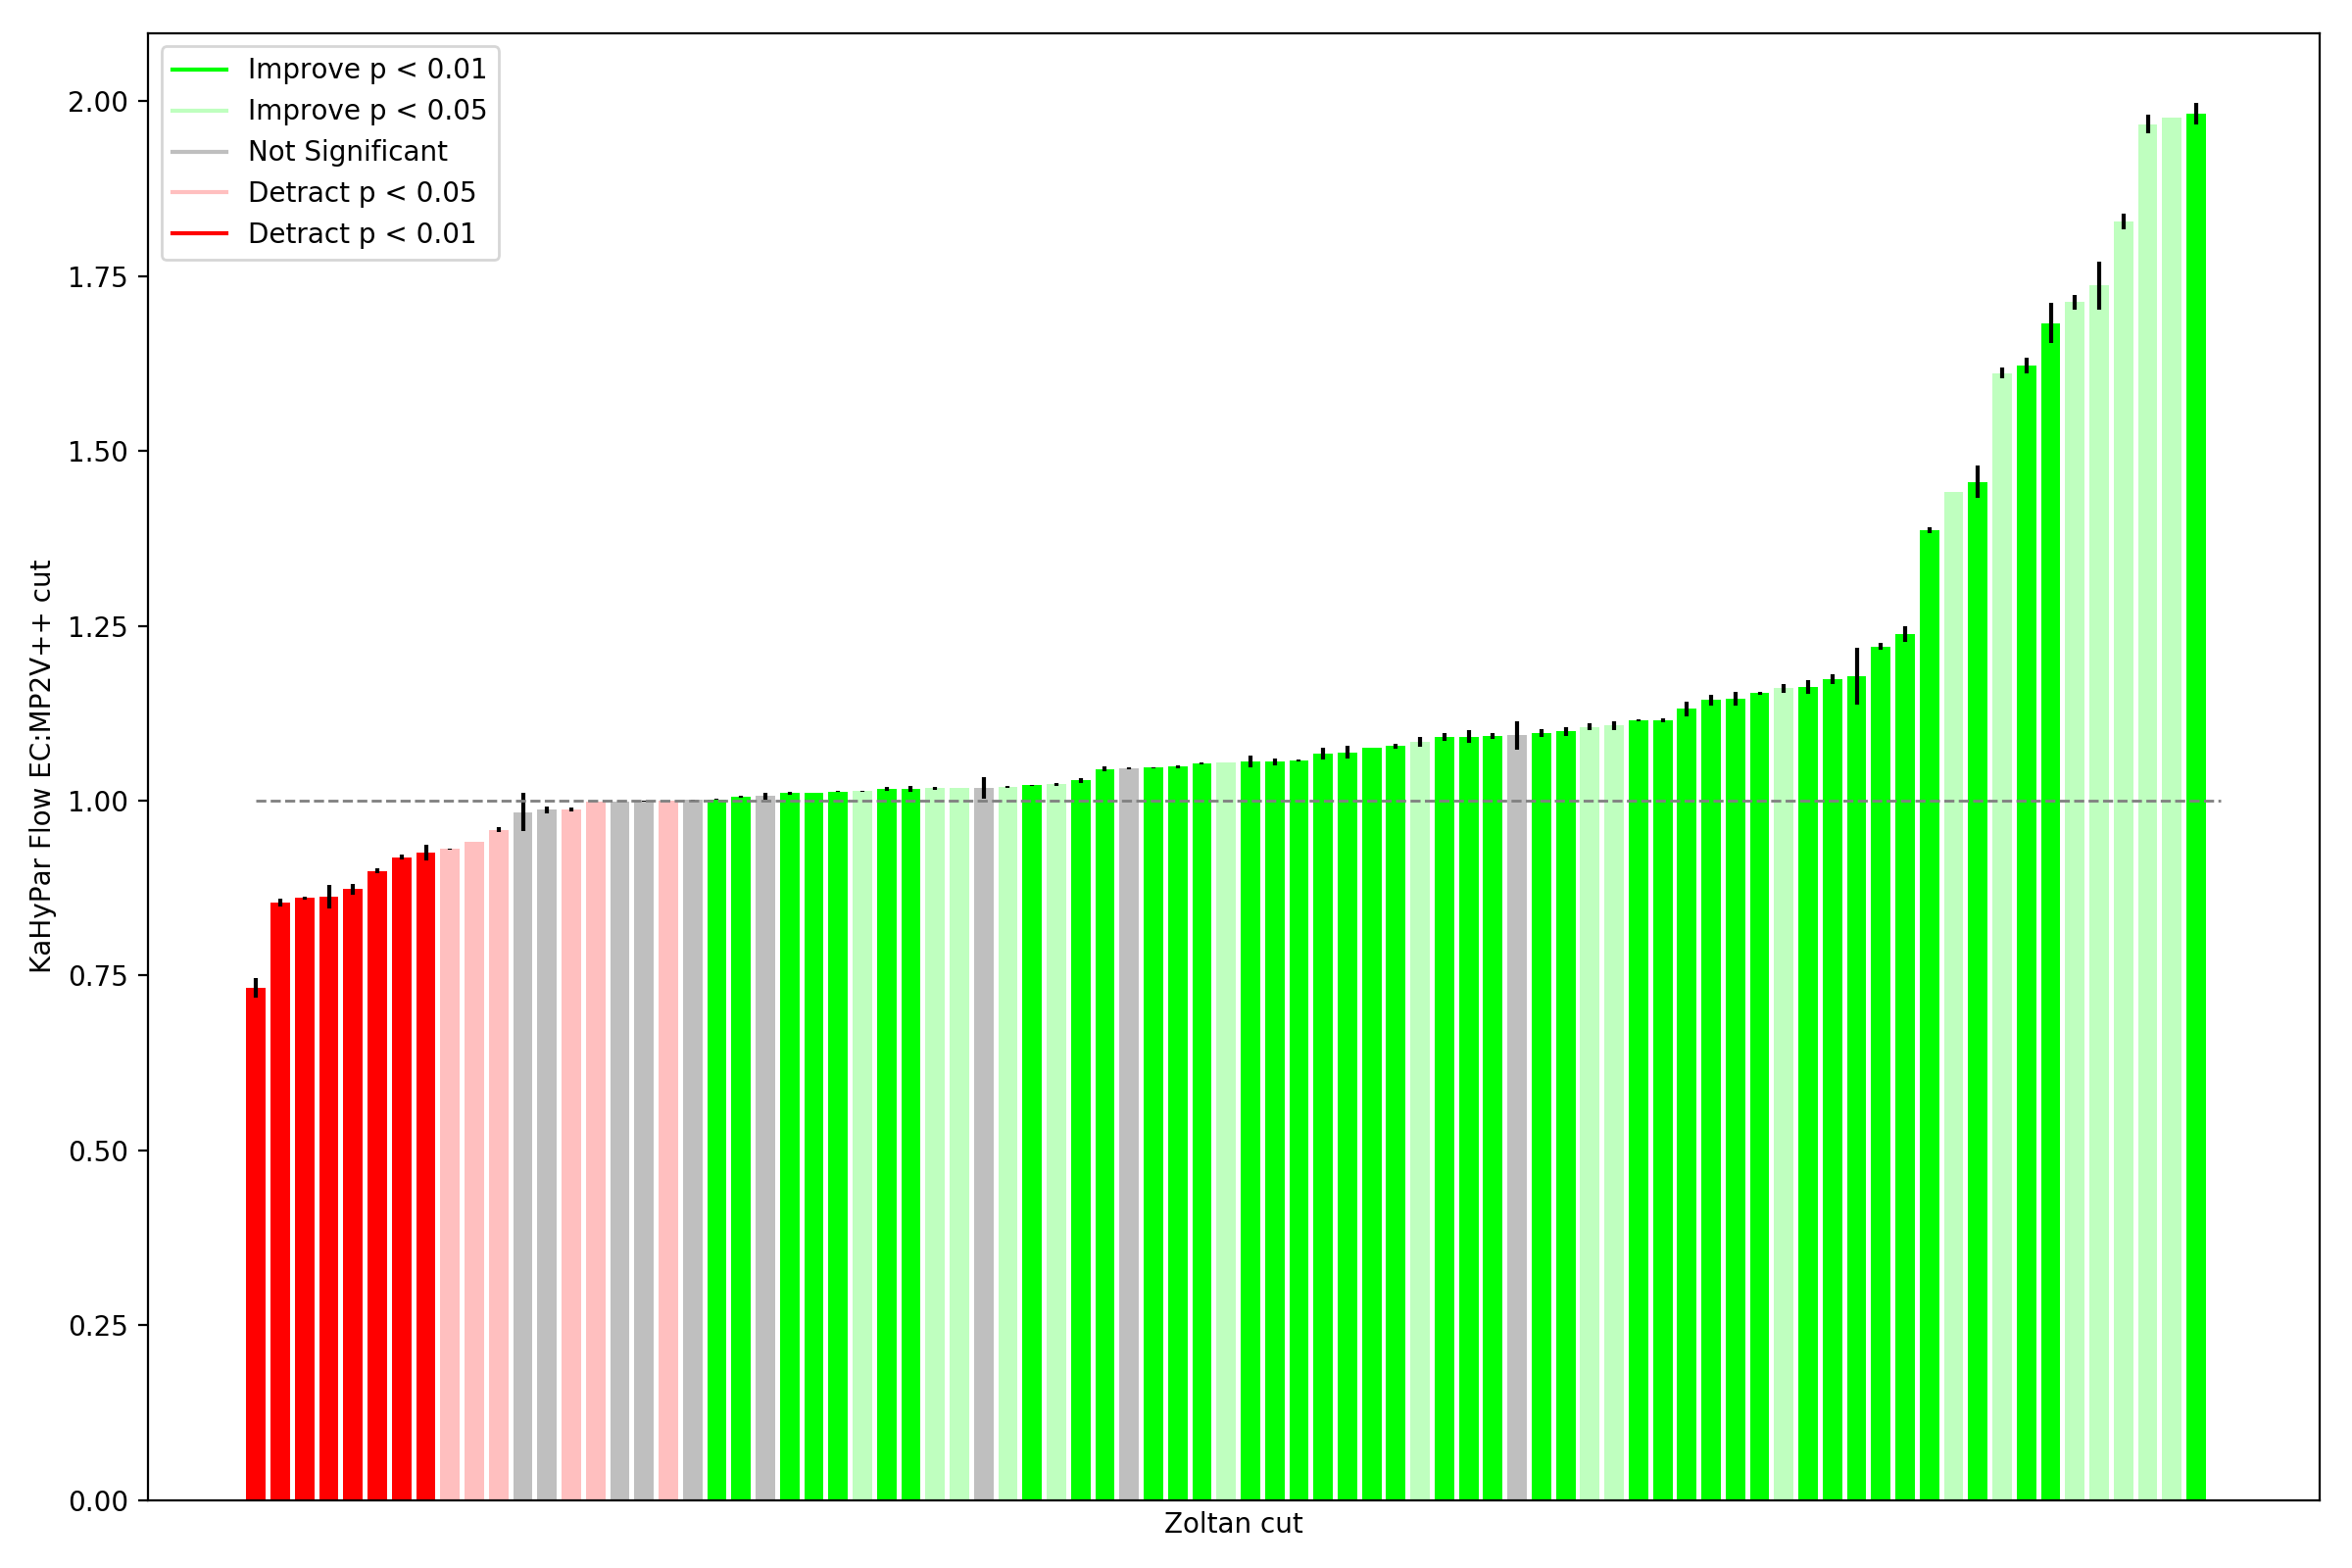 Improve p < 0.01
Improve p < 0.05
Not Significant
Detract p < 0.05
Detract p < 0.01
2.00
1.75
1.50
1.25
1.00
0.75
0.50
0.25
0.00
KaHyPar Flow EC:MP2V++ cut
Zoltan cut